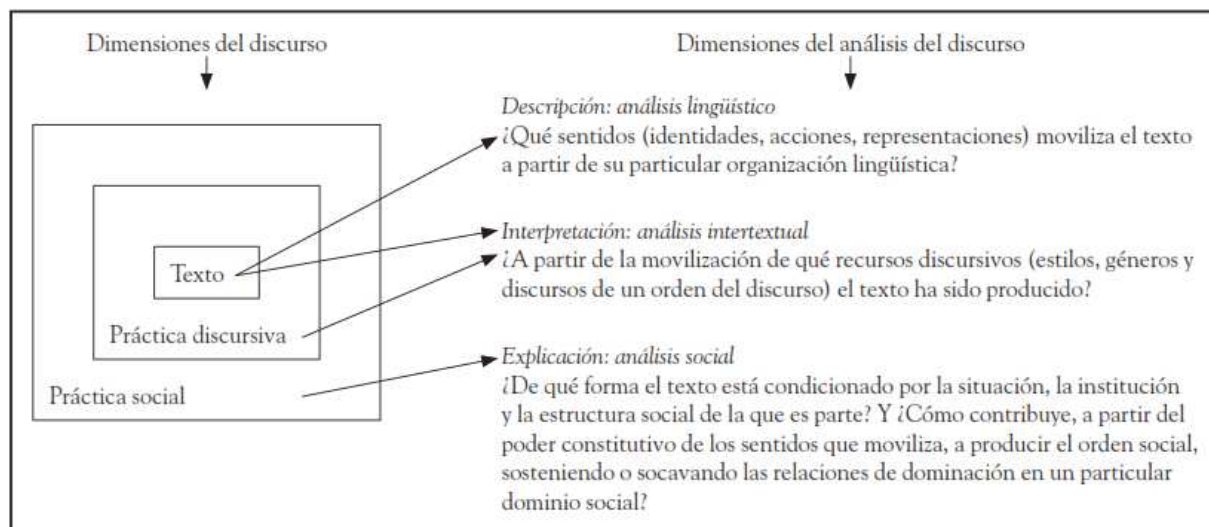 Dimensiones del discurso
Dimensiones del análisis del discurso
Texto
Práctica discursiva
Práctica social
Descripción: análisis lingüístico
¿Qué sentidos (identidades, acciones, representaciones) moviliza el texto
a partir de su particular organización lingüística?
Interpretación: análisis intertextual
¿A partir de la movilización de qué recursos discursivos (estilos, géneros y
discursos de un orden del discurso) el texto ha sido producido?
Explicación: análisis social
¿De qué forma el texto está condicionado por la situación, la institución
y la estructura social de la que es parte? Y ¿Cómo contribuye, a partir del
poder constitutivo de los sentidos que moviliza, a producir el orden social,
sosteniendo o socavando las relaciones de dominación en un particular
dominio social?